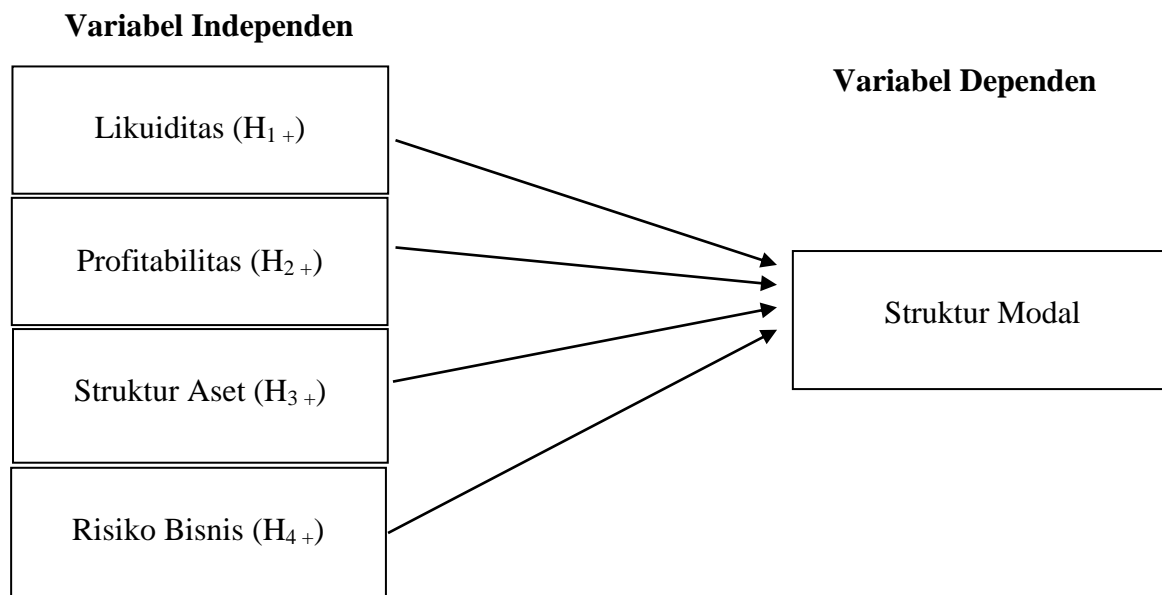 Variabel Independen
Variabel Dependen
Likuiditas (H1 +)
Profitabilitas (H2 +)
Struktur Modal
Struktur Aset (H3 +)
Risiko Bisnis (H4 +)